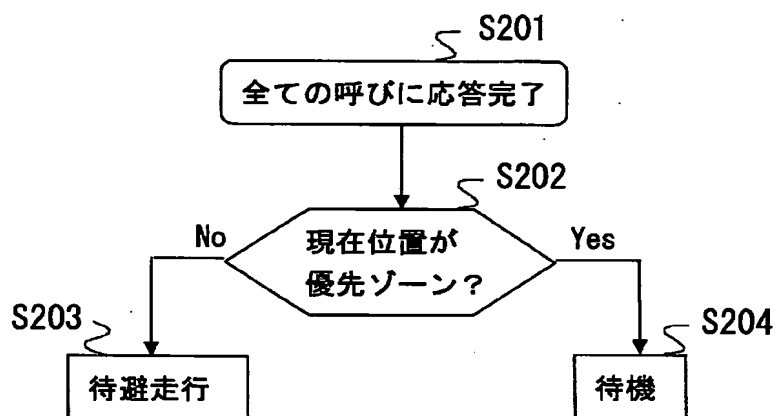 S201
全ての呼びに応答完了
S202
No
現在位置が
優先ゾーン?
Yes
S203
待避走行
S204
待機